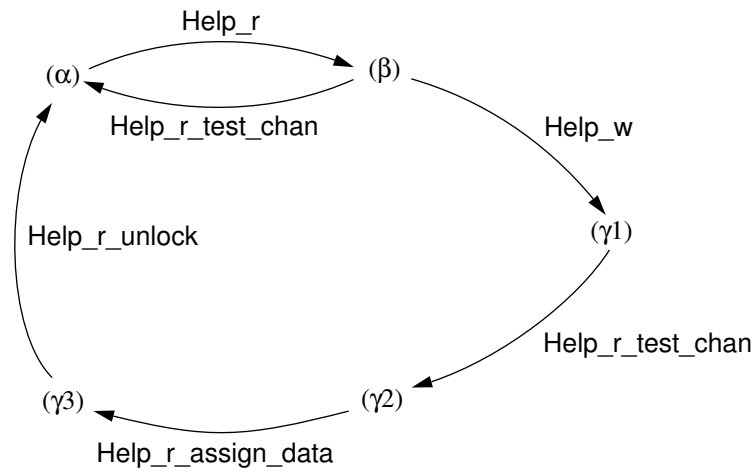 Help_r
(α)
(β)
Help_r_test_chan
Help_w
Help_r_unlock
(γ1)
Help_r_test_chan
(γ3)
(γ2)
Help_r_assign_data